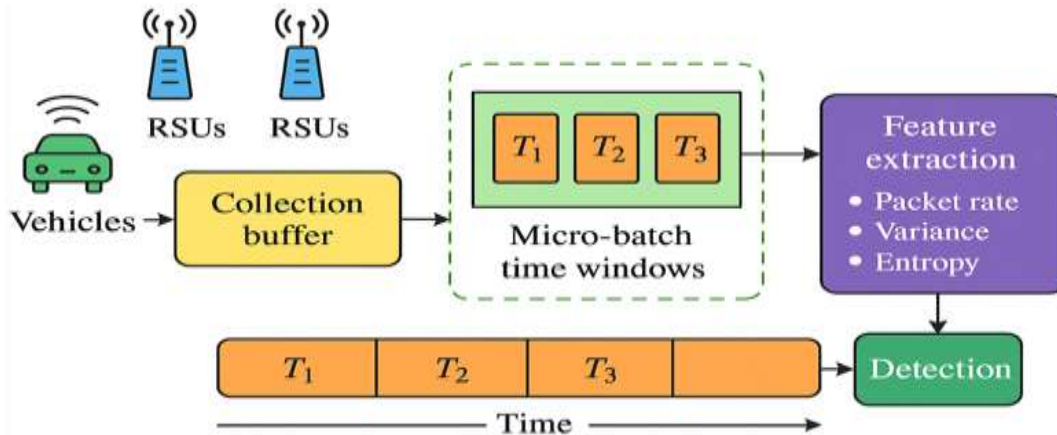 RSUs
RSUs
Vehicles
Collection
buffer
T₁
T₂
T₃
Micro-batch
time windows
Feature
extraction
• Packet rate
• Variance
• Entropy
T₁
T₂
T₃
Detection
Time